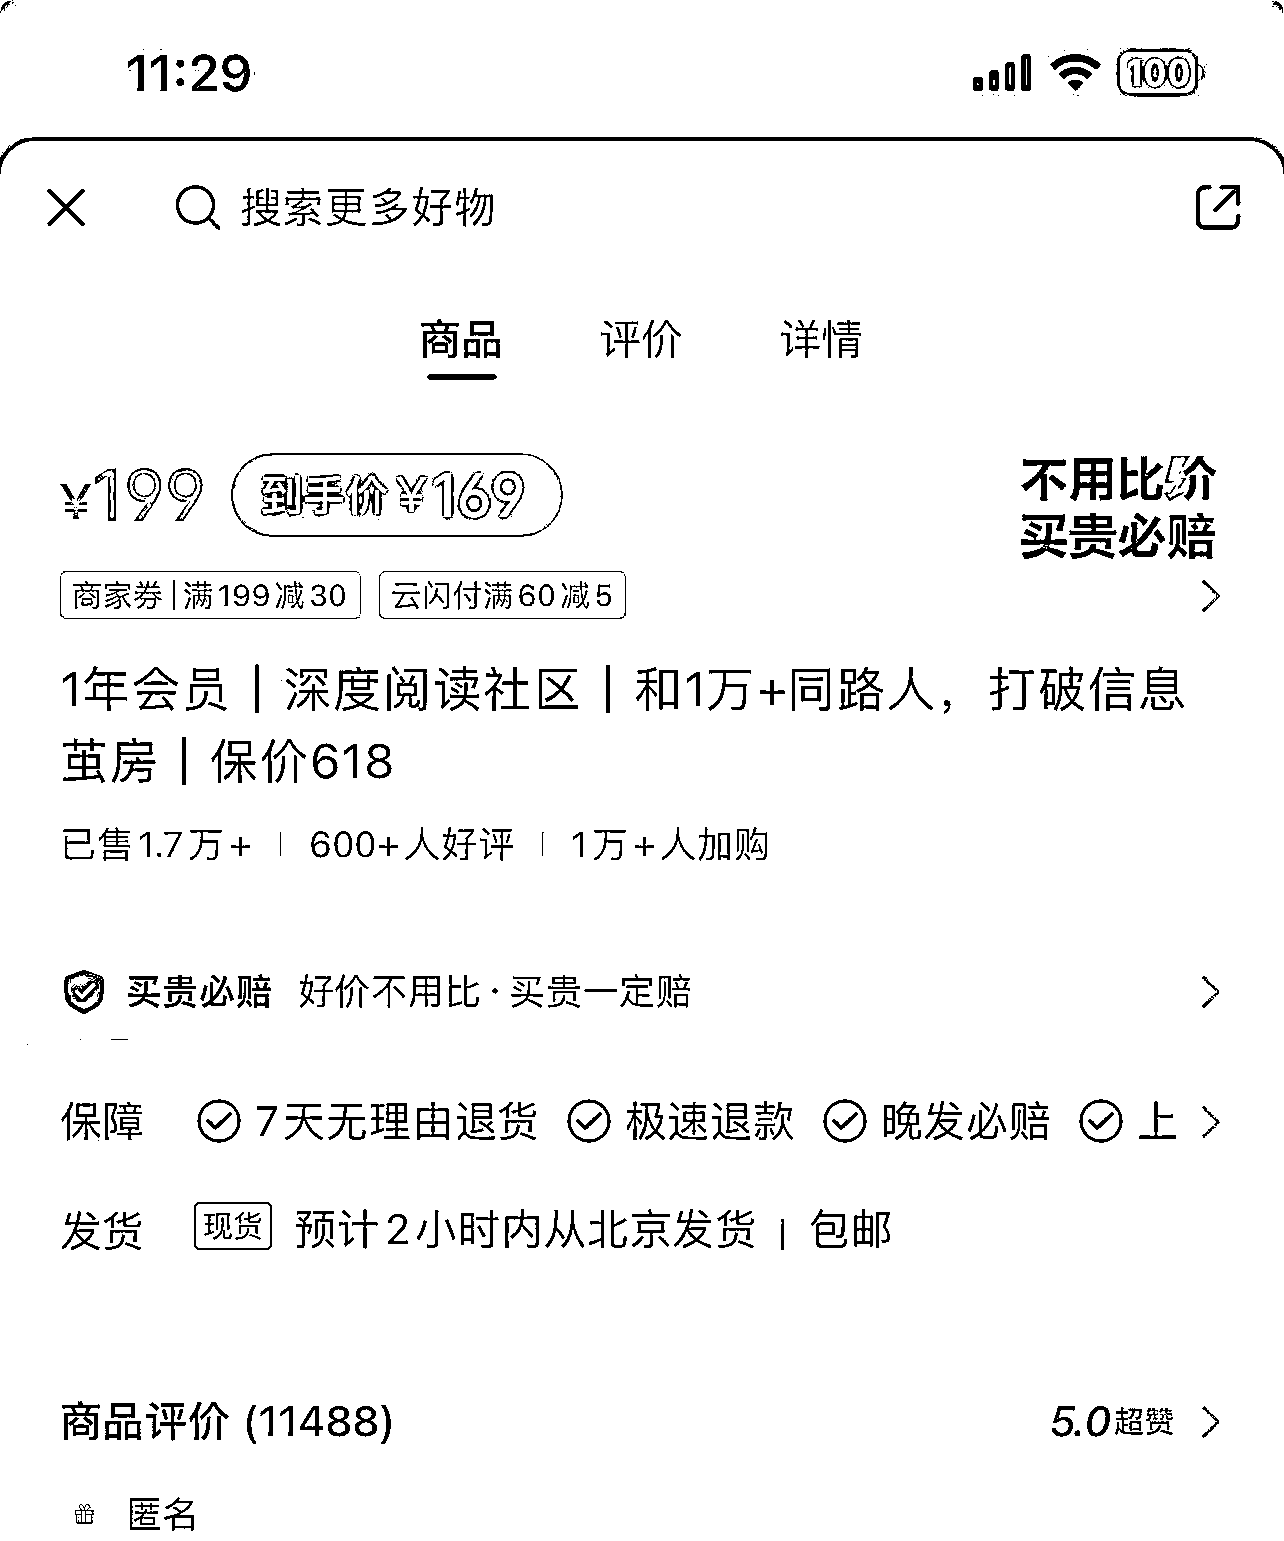 11:29
100
搜索更多好物
商品 评价 详情
¥199 到手价¥169
不用比价
买贵必赔
商家券|满199减30 云闪付满60减5
1年会员｜深度阅读社区｜和1万+同路人，打破信息
茧房｜保价618
已售1.7万+ | 600+人好评 | 1万+人加购
买贵必赔 好价不用比·买贵一定赔
保障 7天无理由退货 极速退款 晚发必赔 上
发货 现货 预计2小时内从北京发货 | 包邮
商品评价 (11488) 5.0超赞
匿名